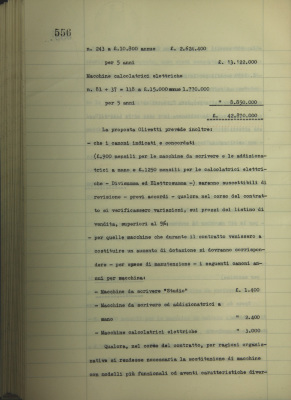 556
n. 243 a £.10.800 annue £. 2.624.400
per 5 anni £. 13.122.000
Macchine calcolatrici elettriche
n. 81 + 37 = 118 a £.15.000 annue 1.770.000
per 5 anni " 8.850.000
£. 42.870.000
La proposta Olivetti prevede inoltre:
- che i canoni indicati e concordati
(£.900 mensili per le macchine da scrivere e le addiziona-
trici a mano e £.1250 mensili per le calcolatrici elettri-
che - Divisumma ed Elettrosumma -) saranno suscettibili di
revisione - previ accordi - qualora nel corso del contrat-
to si verificassero variazioni, sui prezzi del listino di
vendita, superiori al 5%;
- per quelle macchine che durante il contratto venissero a
costituire un aumento di dotazione si dovranno corrispon-
dere - per spese di manutenzione - i seguenti canoni an-
nui per macchina:
- Macchine da scrivere "Studio" £. 1.400
- Macchine da scrivere ed addizionatrici a
mano " 2.400
- Macchine calcolatrici elettriche " 3.000
Qualora, nel corso del contratto, per ragioni organiz-
zative si rendesse necessaria la sostituzione di macchine
con modelli più funzionali od aventi caratteristiche diver-